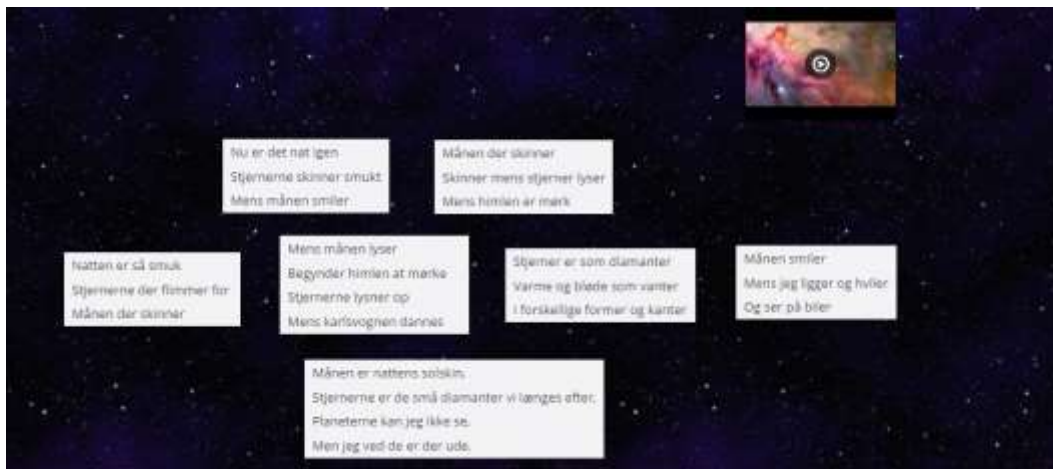 Nu er det nat igen
Stjernerne skinner smukt
Mens månen smiler
Månen der skinner
Skinner mens stjerner lyser
Mens himlen er mørk
Natten er så smuk
Stjernerne der flimmer for
Månen der skinner
Mens månen lyser
Begynder himlen at mørke
Stjernerne lysner op
Mens karlsvognen dannes
Stjerner er som diamanter
Varme og bløde som vanter
I forskellige former og kanter
Månen smiler
Mens jeg ligger og hviler
Og ser på biler
Månen er nattens solskin.
Stjernerne er de små diamanter vi længes efter.
Planeterne kan jeg ikke se.
Men jeg ved de er der ude.